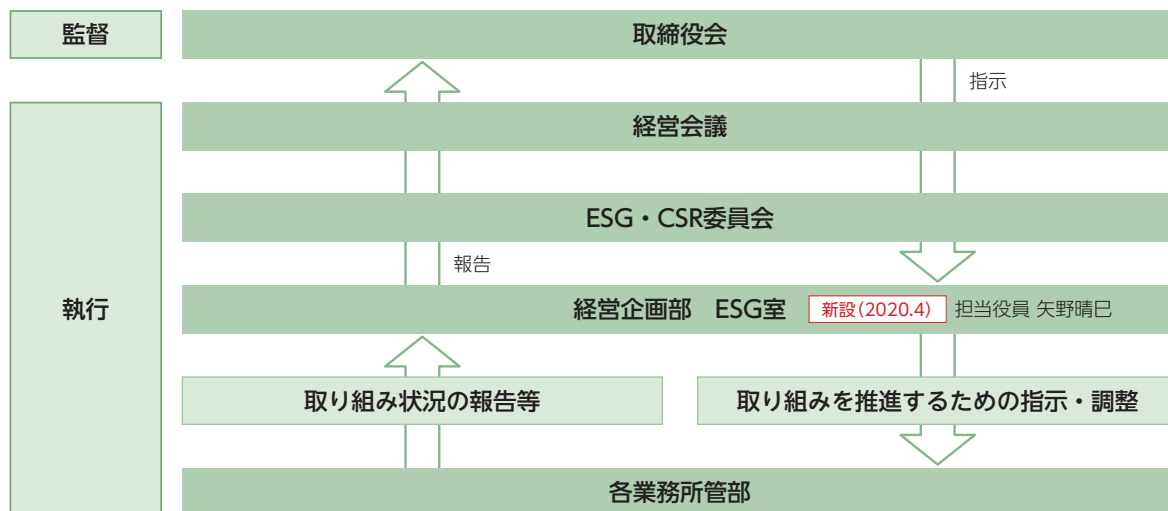 監督
取締役会
指示
経営会議
ESG・CSR委員会
報告
執行
経営企画部 ESG室 新設(2020.4) 担当役員 矢野晴巳
取り組み状況の報告等
取り組みを推進するための指示・調整
各業務所管部